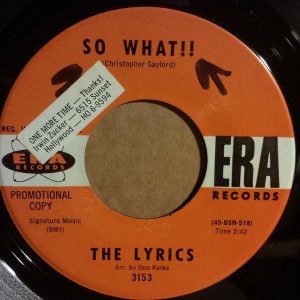 SO WHAT!!
(Christopher Gaylord)
ONE MORE TIME — Thanks!
Irwin Zucker — 6515 Sunset
Hollywood — HO 6-9594
REG.
ERA
RECORDS
ERA
RECORDS
PROMOTIONAL
COPY
Signature Music
(BMI)
(45-BSN-518)
Time 2:42
THE LYRICS
Arr. by Don Ralke
3153